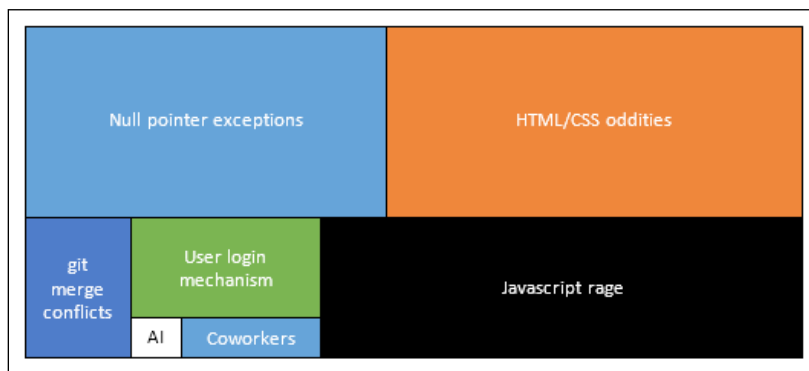 Null pointer exceptions
HTML/CSS oddities
git
merge
conflicts
User login
mechanism
Javascript rage
AI
Coworkers